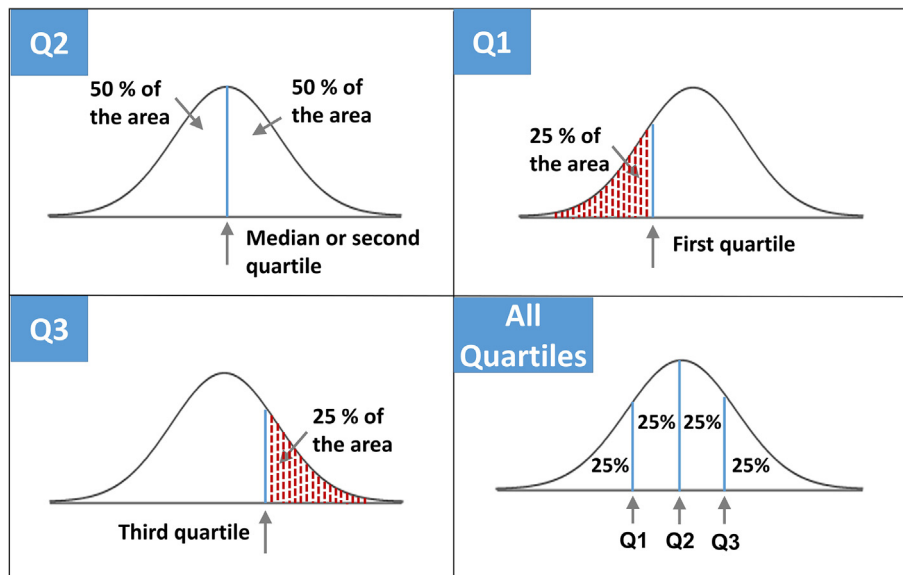 Q2
50 % of
the area
50 % of
the area
Median or second
quartile
Q1
25 % of
the area
First quartile
Q3
25 % of
the area
Third quartile
All
Quartiles
25%
25%
25%
25%
Q1
Q2
Q3